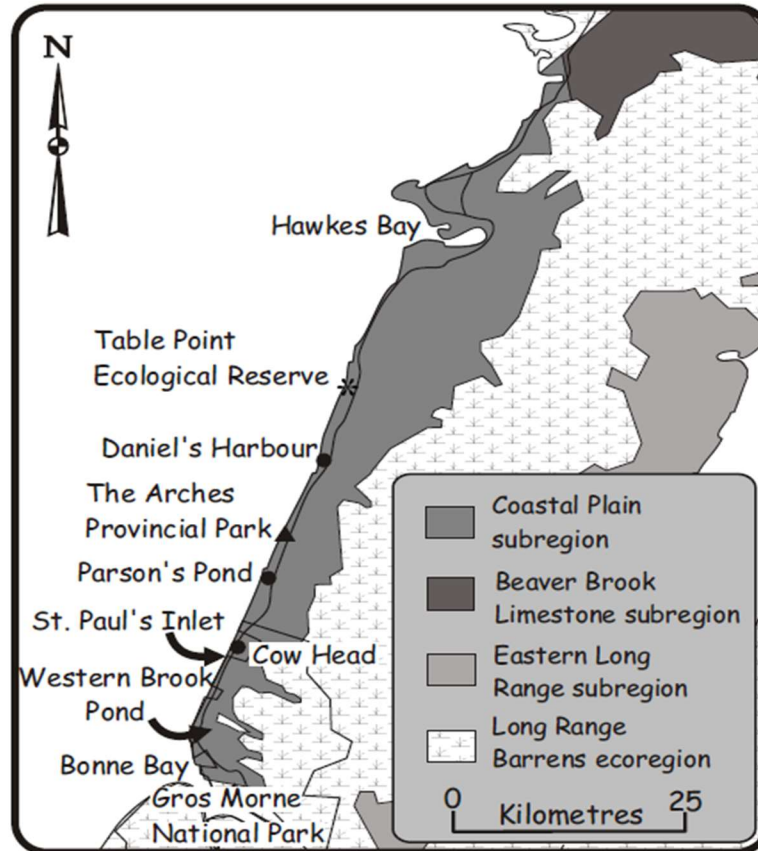 N
Hawkes Bay
Table Point
Ecological Reserve
Daniel's Harbour
The Arches
Provincial Park
Parson's Pond
St. Paul's Inlet
Cow Head
Western Brook
Pond
Bonne Bay
Gros Morne
National Park
Coastal Plain
subregion
Beaver Brook
Limestone subregion
Eastern Long
Range subregion
Long Range
Barrens ecoregion
0 25
Kilometres